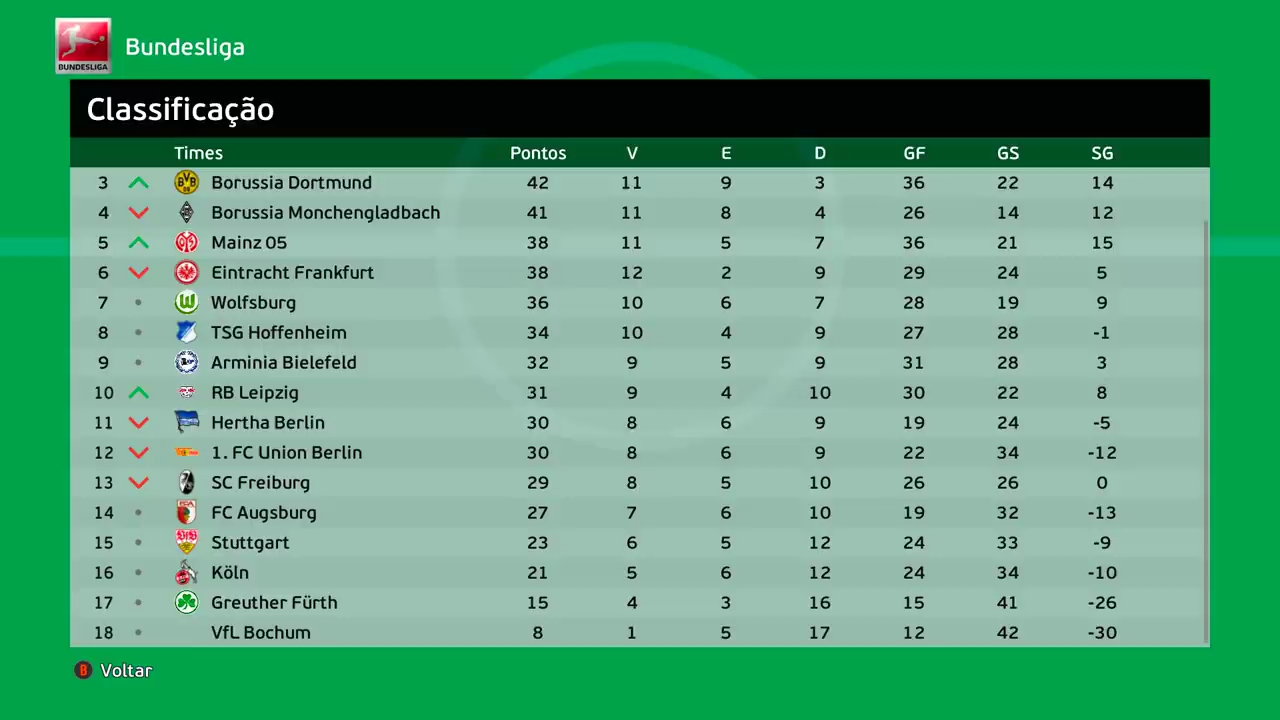 BUNDESLIGA
Bundesliga
Classificação
Times Pontos V E D GF GS SG
3 Borussia Dortmund 42 11 9 3 36 22 14
4 Borussia Monchengladbach 41 11 8 4 26 14 12
5 Mainz 05 38 11 5 7 36 21 15
6 Eintracht Frankfurt 38 12 2 9 29 24 5
7 Wolfsburg 36 10 6 7 28 19 9
8 TSG Hoffenheim 34 10 4 9 27 28 -1
9 Arminia Bielefeld 32 9 5 9 31 28 3
10 RB Leipzig 31 9 4 10 30 22 8
11 Hertha Berlin 30 8 6 9 19 24 -5
12 1. FC Union Berlin 30 8 6 9 22 34 -12
13 SC Freiburg 29 8 5 10 26 26 0
14 FC Augsburg 27 7 6 10 19 32 -13
15 Stuttgart 23 6 5 12 24 33 -9
16 Köln 21 5 6 12 24 34 -10
17 Greuther Fürth 15 4 3 16 15 41 -26
18 VfL Bochum 8 1 5 17 12 42 -30
B Voltar